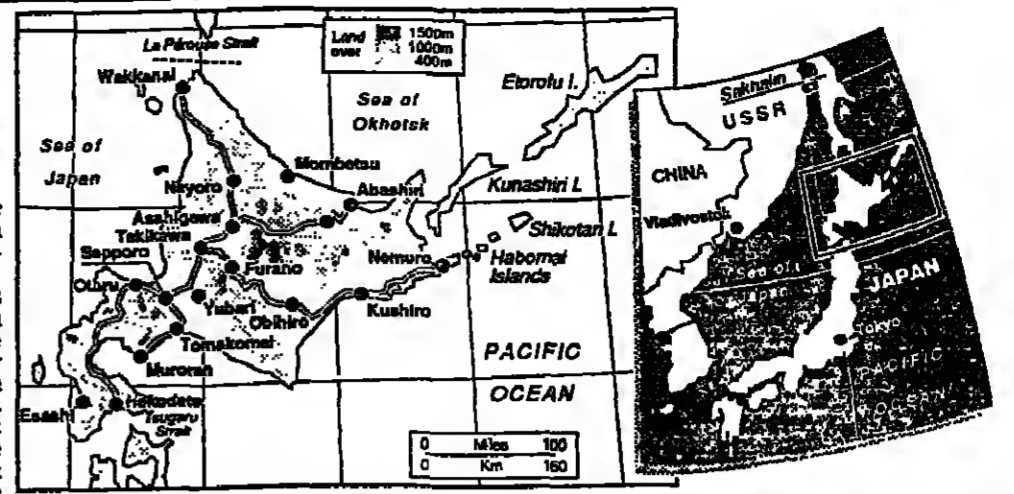 La Pérouse Strait
Wakkanai
Land over
1500m
1000m
400m
Sea of
Okhotsk
Etorofu I.
Sea of
Japan
Mombetsu
Nayoro
Abashiri
Kunashiri I.
Asahigawa
Takikawa
Shikotan I.
Sapporo
Furano
Nemuro
Habomai
Islands
Otaru
Yubari
Obihiro
Kushiro
Tomakomai
Muroran
PACIFIC
OCEAN
Esashi
Hakodate
Tsugaru
Strait
0 Miles 100
0 Km 160
Sakhalin
USSR
CHINA
Vladivostok
Sea of
Japan
JAPAN
Tokyo
PACIFIC
OCEAN